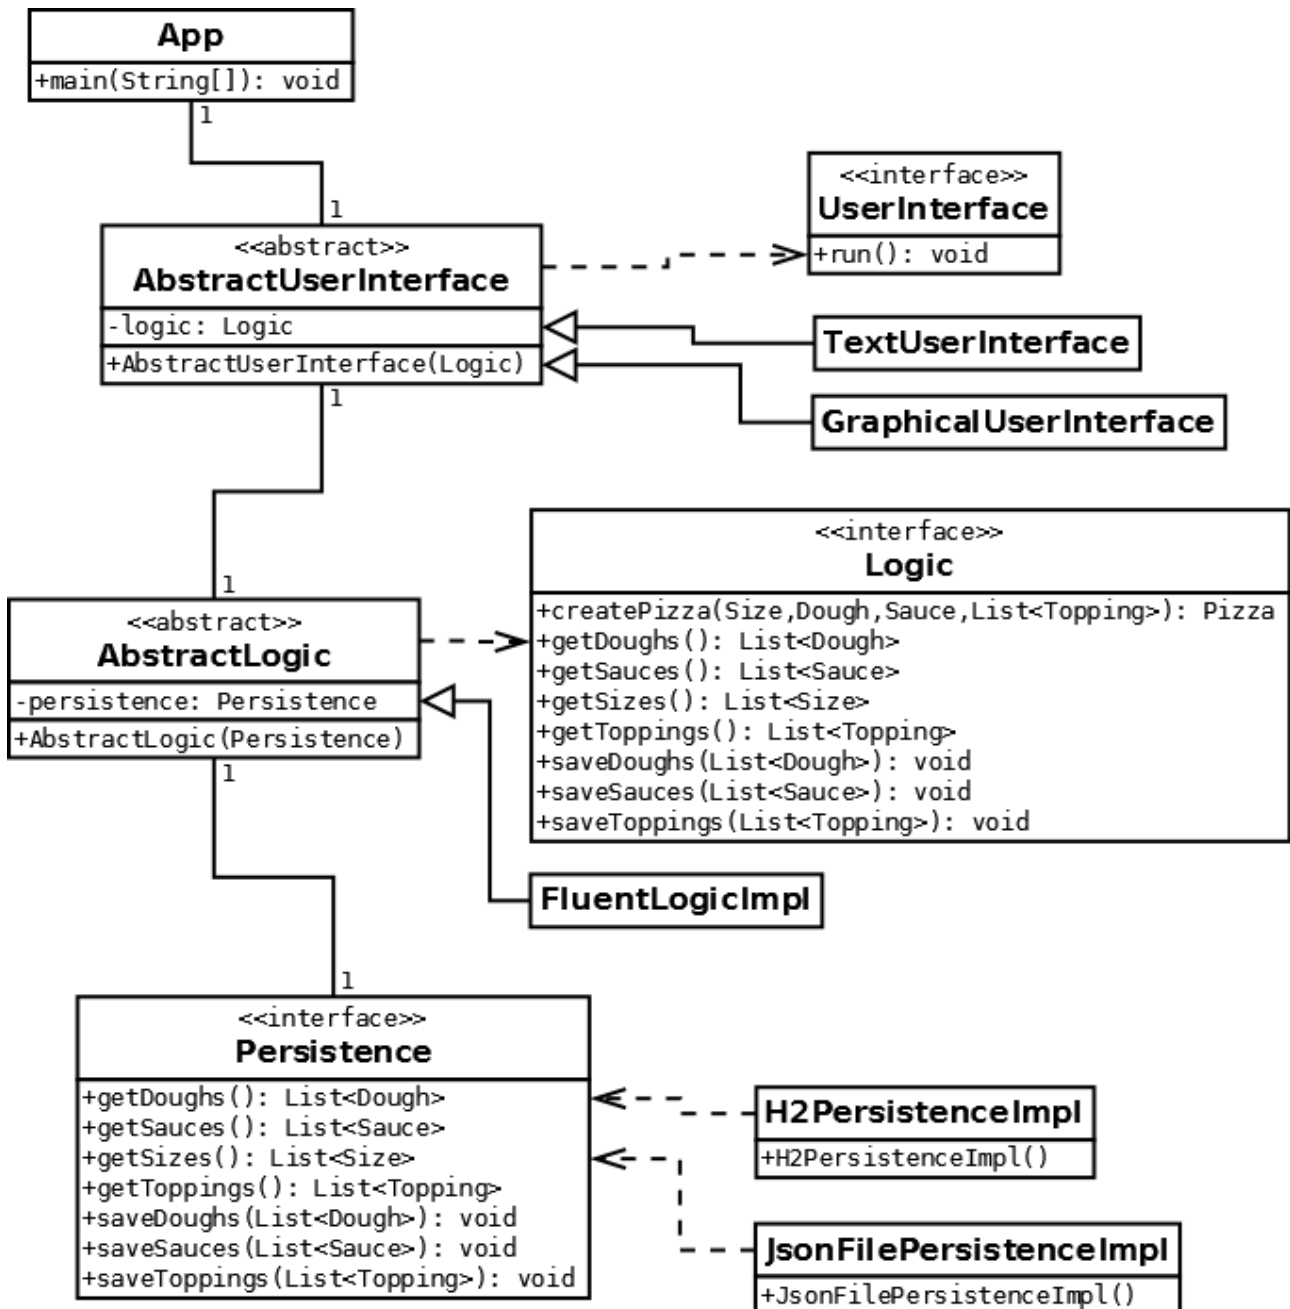 App
+main(String[]): void
1
1
<<interface>>
UserInterface
+run(): void
<<abstract>>
AbstractUserInterface
-logic: Logic
+AbstractUserInterface(Logic)
TextUserInterface
GraphicalUserInterface
1
1
<<interface>>
Logic
+createPizza(Size,Dough,Sauce,List<Topping>): Pizza
+getDoughs(): List<Dough>
+getSauces(): List<Sauce>
+getSizes(): List<Size>
+getToppings(): List<Topping>
+saveDoughs(List<Dough>): void
+saveSauces(List<Sauce>): void
+saveToppings(List<Topping>): void
<<abstract>>
AbstractLogic
-persistence: Persistence
+AbstractLogic(Persistence)
1
FluentLogicImpl
1
<<interface>>
Persistence
+getDoughs(): List<Dough>
+getSauces(): List<Sauce>
+getSizes(): List<Size>
+getToppings(): List<Topping>
+saveDoughs(List<Dough>): void
+saveSauces(List<Sauce>): void
+saveToppings(List<Topping>): void
H2PersistenceImpl
+H2PersistenceImpl()
JsonFilePersistenceImpl
+JsonFilePersistenceImpl()